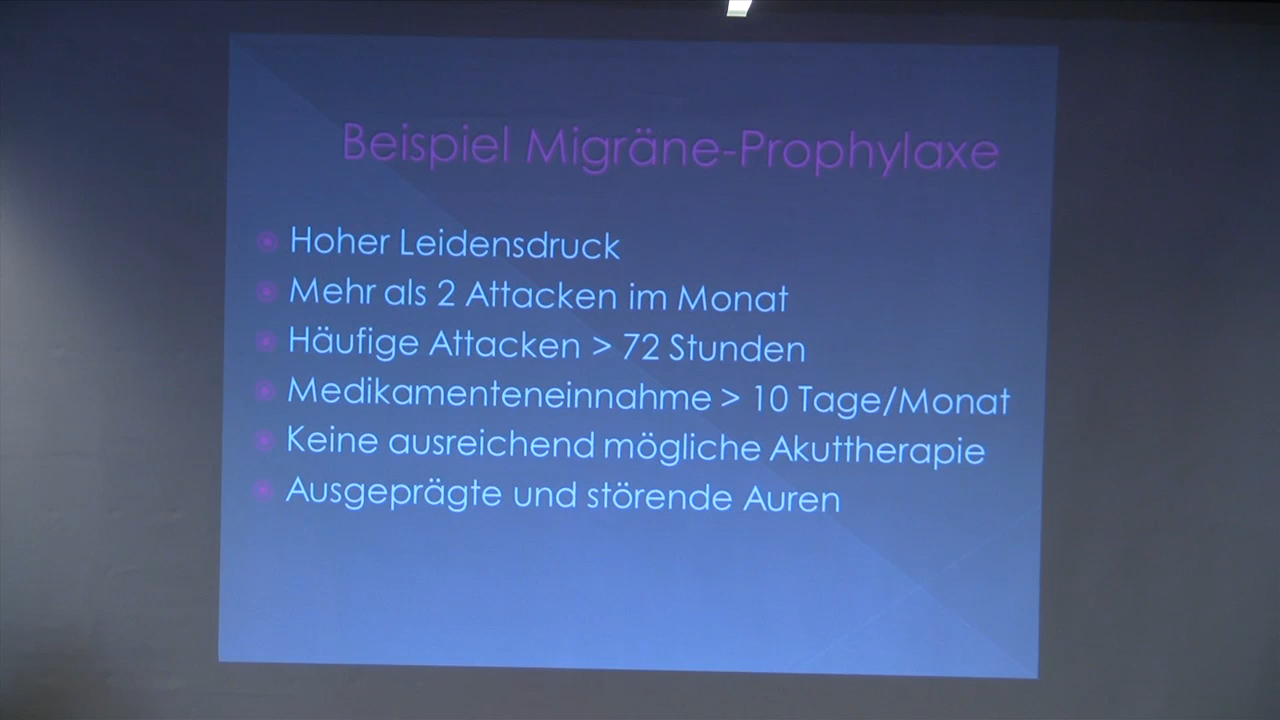 Beispiel Migräne-Prophylaxe
Hoher Leidensdruck
Mehr als 2 Attacken im Monat
Häufige Attacken > 72 Stunden
Medikamenteneinnahme > 10 Tage/Monat
Keine ausreichend mögliche Akuttherapie
Ausgeprägte und störende Auren